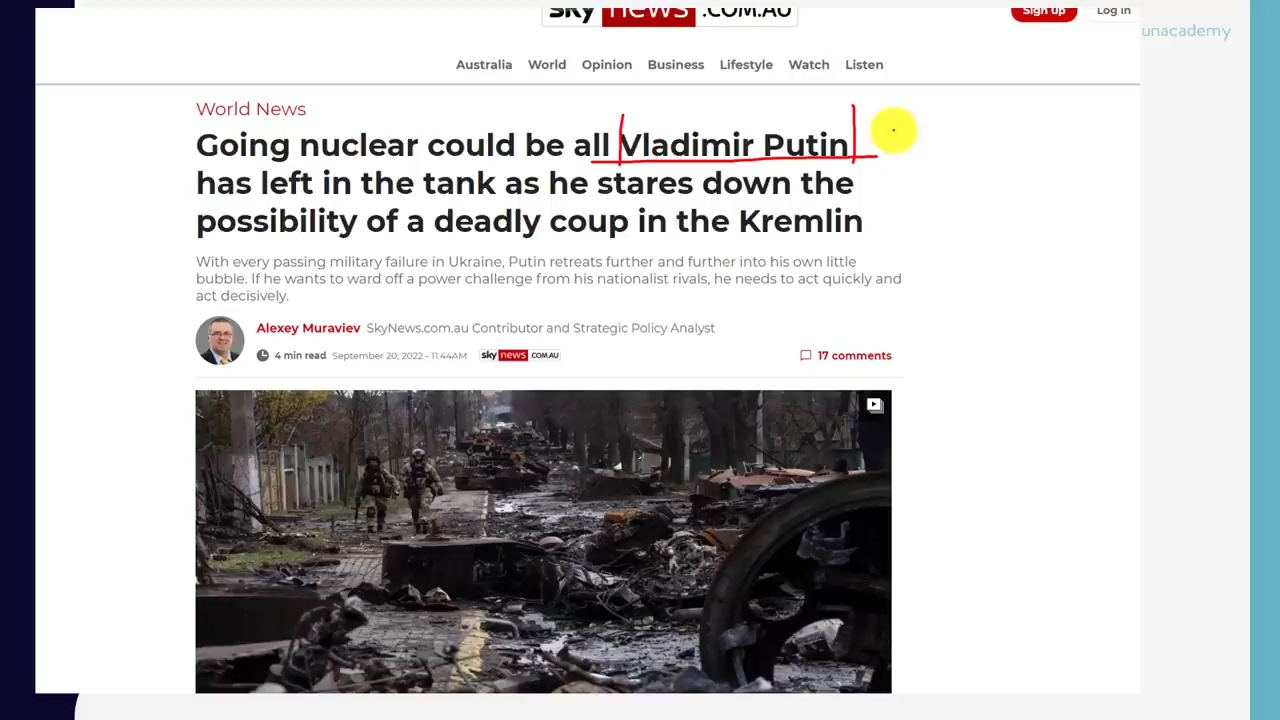 sky news .COM.AU
Sign up
Log in
unacademy
Australia World Opinion Business Lifestyle Watch Listen
World News
Going nuclear could be all Vladimir Putin
has left in the tank as he stares down the
possibility of a deadly coup in the Kremlin
With every passing military failure in Ukraine, Putin retreats further and further into his own little
bubble. If he wants to ward off a power challenge from his nationalist rivals, he needs to act quickly and
act decisively.
Alexey Muraviev SkyNews.com.au Contributor and Strategic Policy Analyst
4 min read September 20, 2022 - 11:44AM sky news COM.AU
17 comments